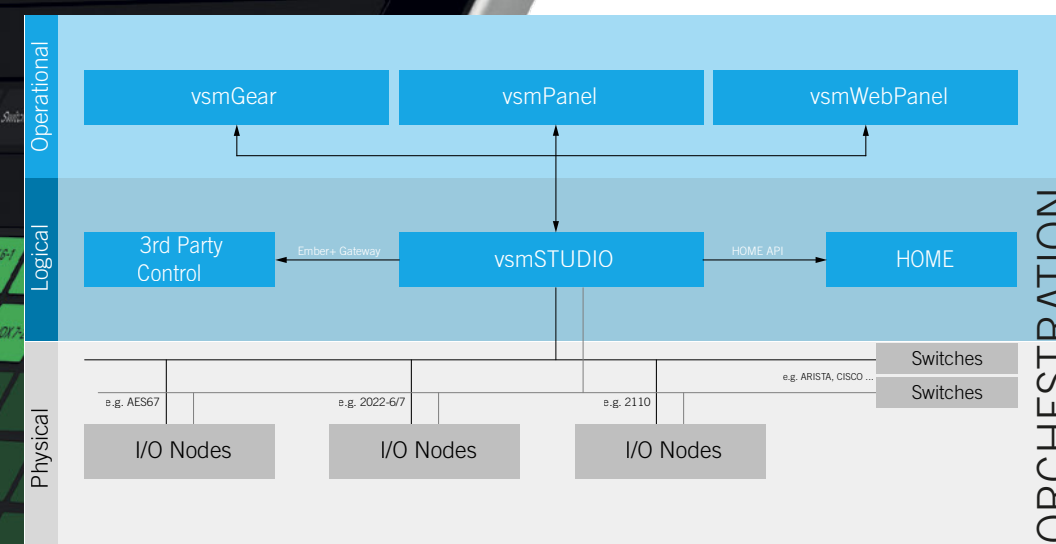 Operational
vsmGear
vsmPanel
vsmWebPanel
Logical
3rd Party
Control
Ember+ Gateway
vsmSTUDIO
HOME API
HOME
ORCHESTRATION
Physical
Switches
e.g. ARISTA, CISCO ...
Switches
e.g. AES67
e.g. 2022-6/7
e.g. 2110
I/O Nodes
I/O Nodes
I/O Nodes